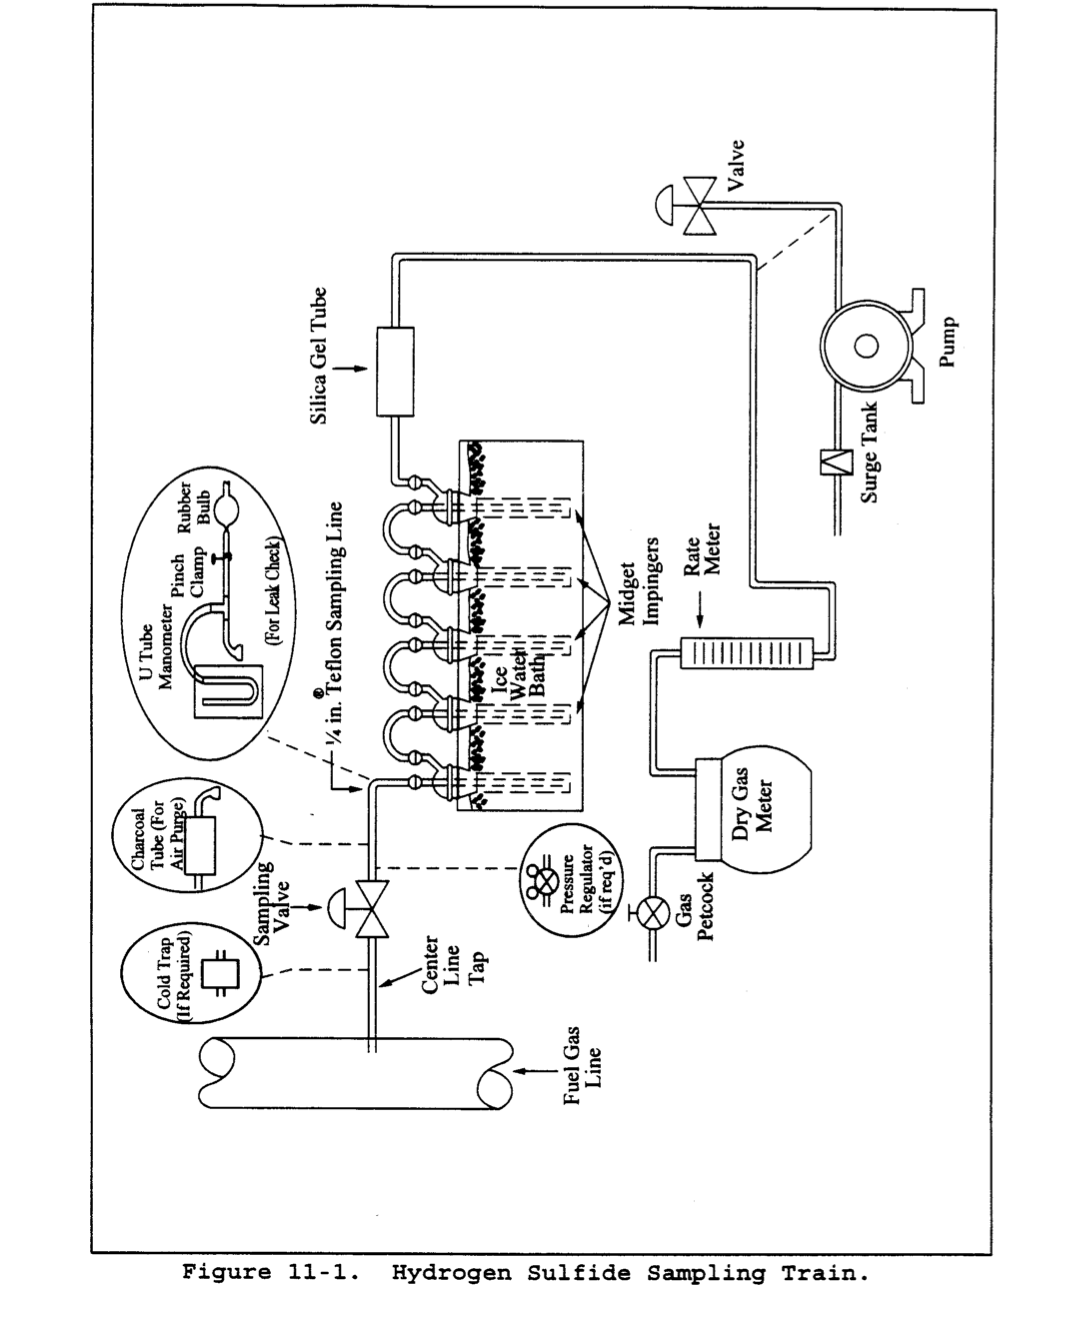 Cold Trap
(If Required)
Sampling
Valve
Charcoal
Tube (For
Air Purge)
U Tube
Manometer
Pinch
Clamp
Rubber
Bulb
(For Leak Check)
¼ in. Teflon® Sampling Line
Silica Gel Tube
Center
Line
Tap
Fuel Gas
Line
Pressure
Regulator
(if req'd)
Ice
Water
Bath
Midget
Impingers
Gas
Petcock
Dry Gas
Meter
Rate
Meter
Valve
Surge Tank
Pump
Figure 11-1. Hydrogen Sulfide Sampling Train.